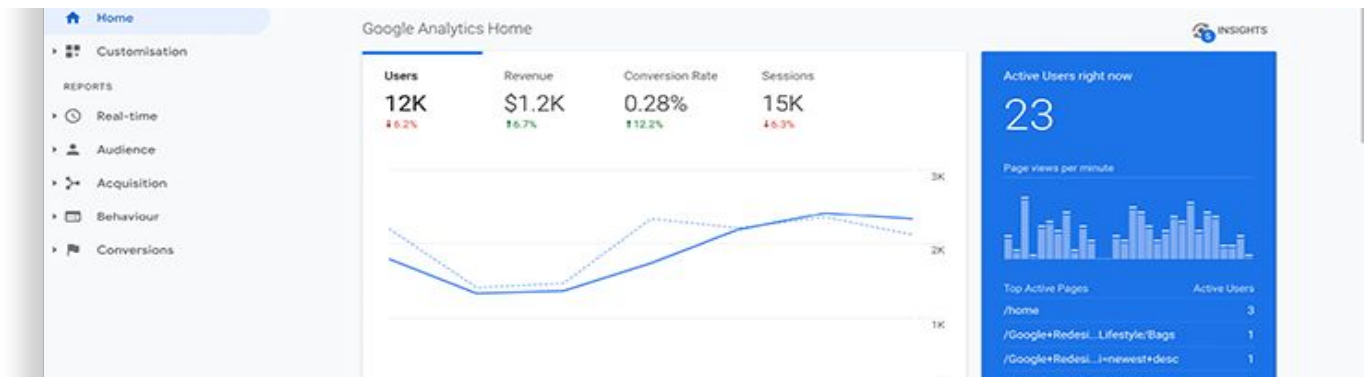 Home
Customisation
REPORTS
Real-time
Audience
Acquisition
Behaviour
Conversions
Google Analytics Home
INSIGHTS
5
Users Revenue Conversion Rate Sessions
12K $1.2K 0.28% 15K
6.2% 6.7% 12.2% 6.3%
3K
2K
1K
Active Users right now
23
Page views per minute
Top Active Pages Active Users
/home 3
/Google+Redesi...Lifestyle/Bags 1
/Google+Redesi...i=newest+desc 1